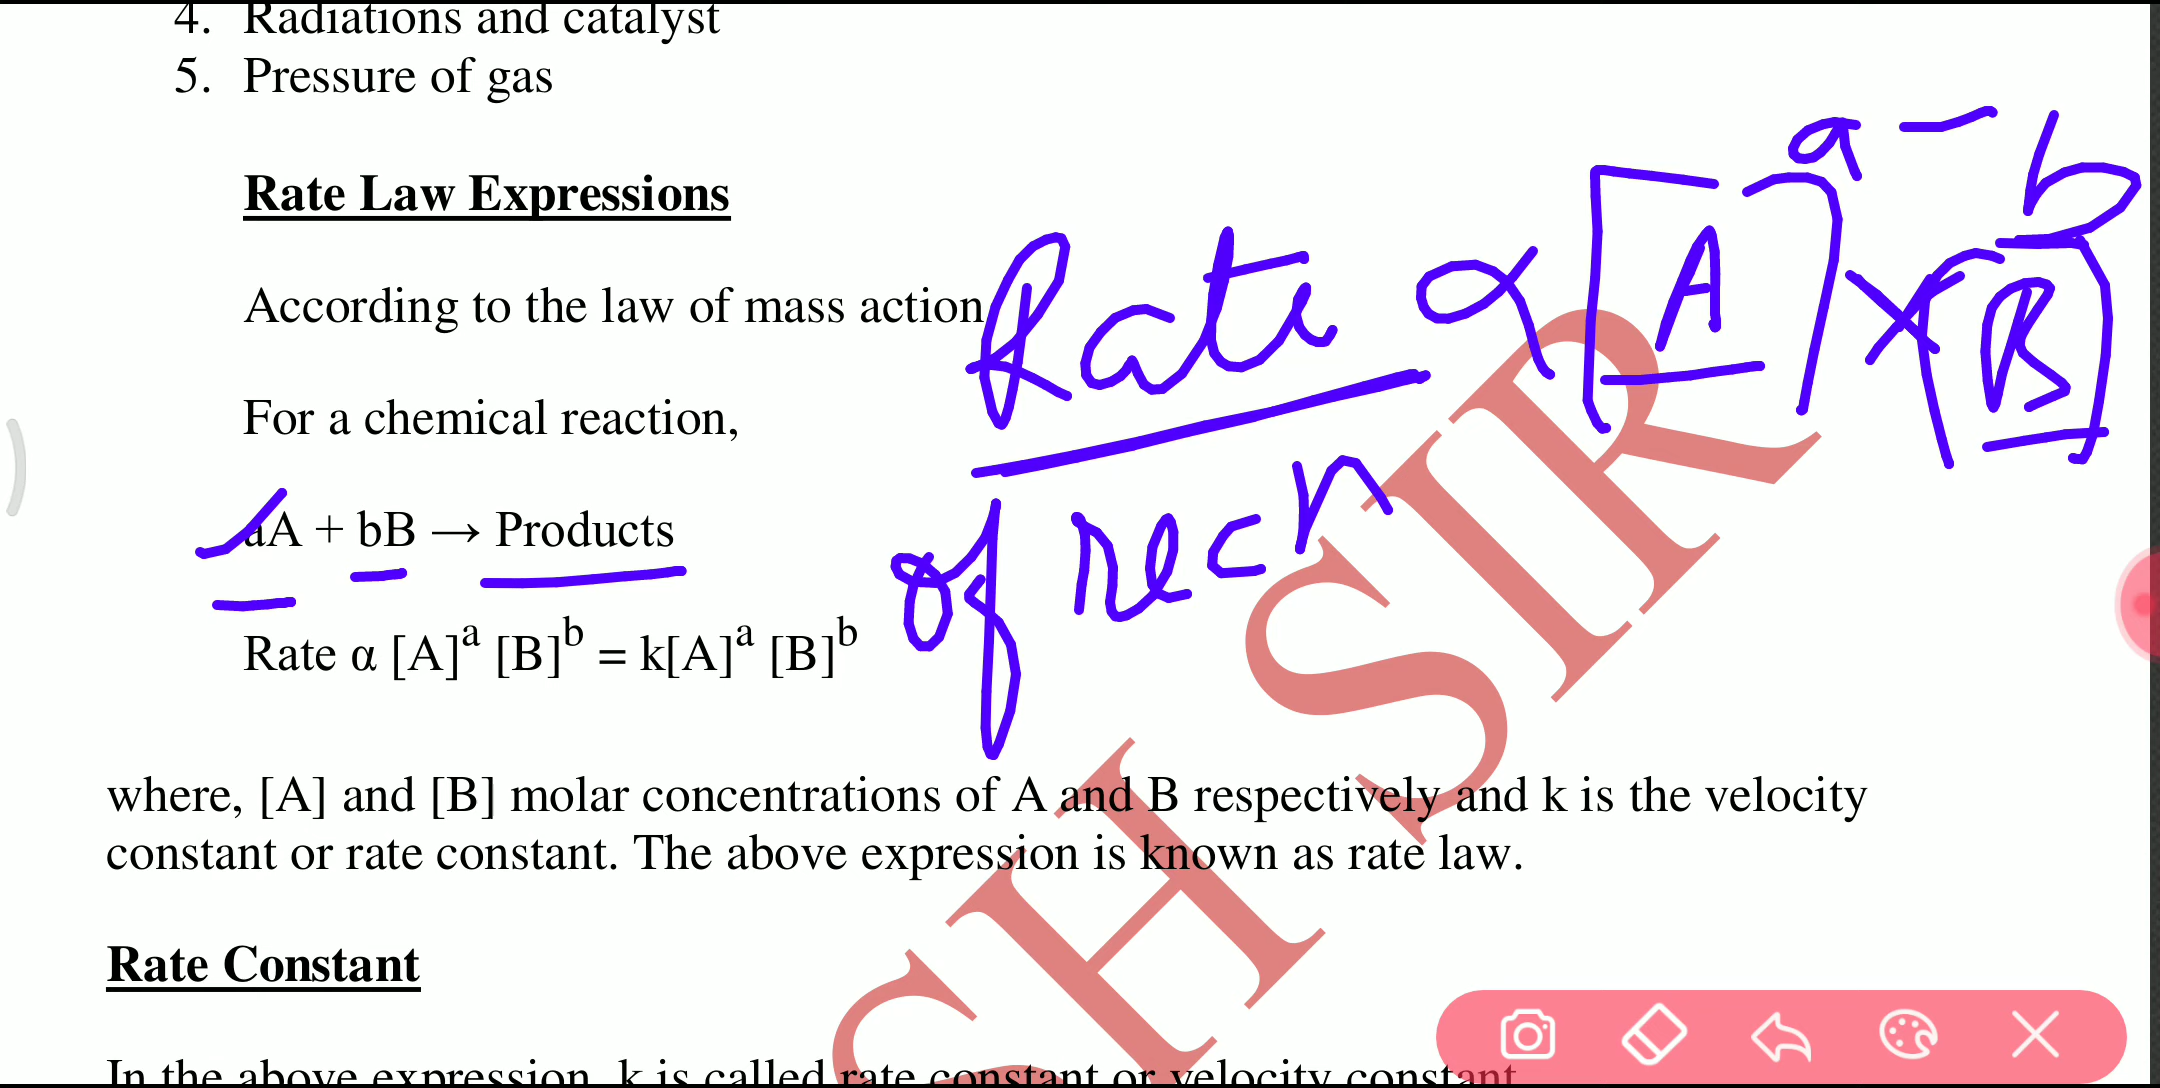 4. Radiations and catalyst
5. Pressure of gas
Rate Law Expressions
According to the law of mass action,
For a chemical reaction,
aA + bB → Products
Rate α [A]ᵃ [B]ᵇ = k[A]ᵃ [B]ᵇ
Rate ∝ [A]ᵃ × [B]ᵇ
of recn
where, [A] and [B] molar concentrations of A and B respectively and k is the velocity
constant or rate constant. The above expression is known as rate law.
Rate Constant
In the above expression, k is called rate constant or velocity constant
SH SIR